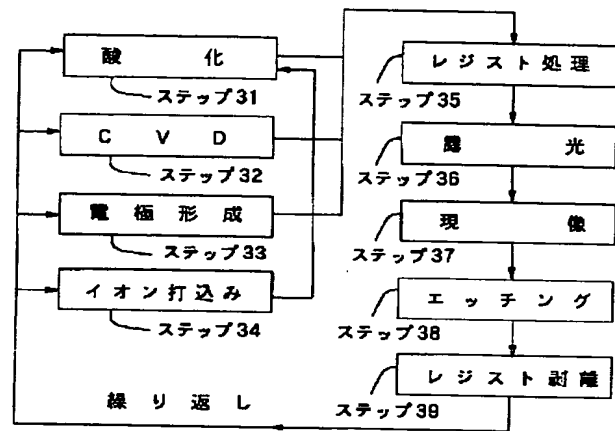 酸化
ステップ31
CVD
ステップ32
電極形成
ステップ33
イオン打込み
ステップ34
繰り返し
レジスト処理
ステップ35
露光
ステップ36
現像
ステップ37
エッチング
ステップ38
レジスト剥離
ステップ39